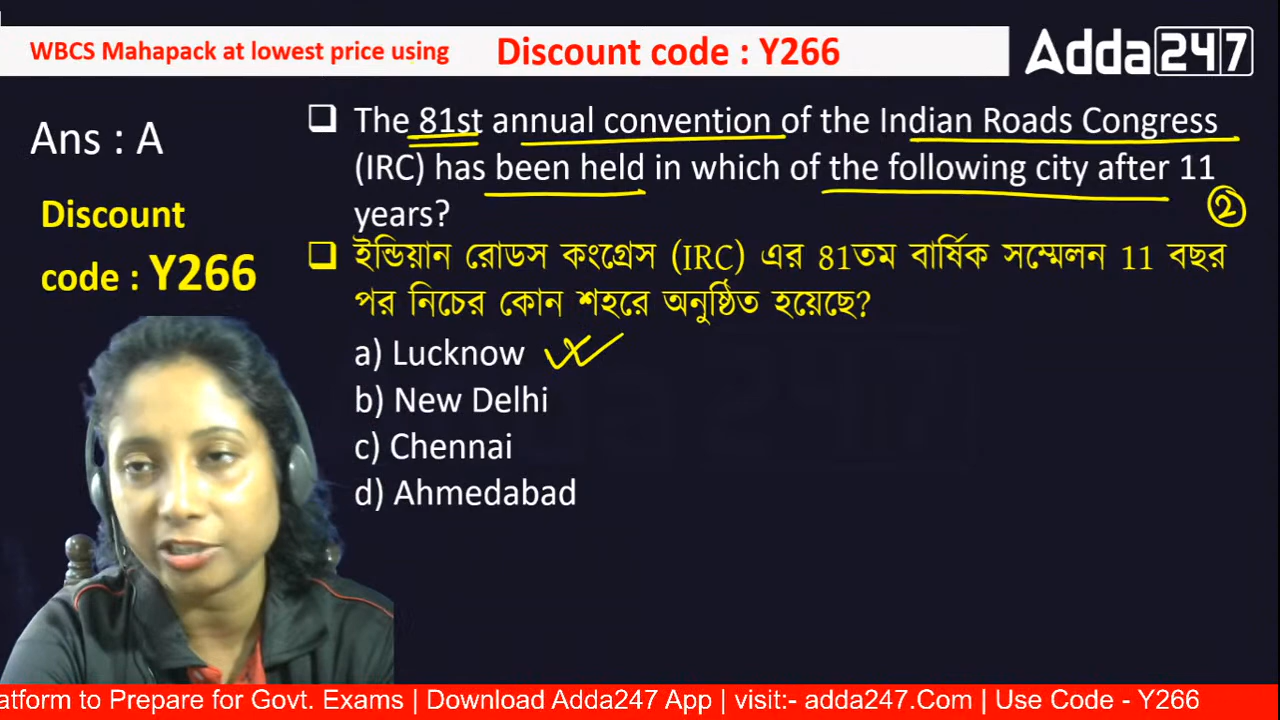 WBCS Mahapack at lowest price using
Discount code : Y266
Adda247
Ans : A
Discount
code : Y266
The 81st annual convention of the Indian Roads Congress
(IRC) has been held in which of the following city after 11
years?
2
ইন্ডিয়ান রোডস কংগ্রেস (IRC) এর 81তম বার্ষিক সম্মেলন 11 বছর
পর নিচের কোন শহরে অনুষ্ঠিত হয়েছে?
a) Lucknow
b) New Delhi
c) Chennai
d) Ahmedabad
atform to Prepare for Govt. Exams | Download Adda247 App | visit:- adda247.Com | Use Code - Y266